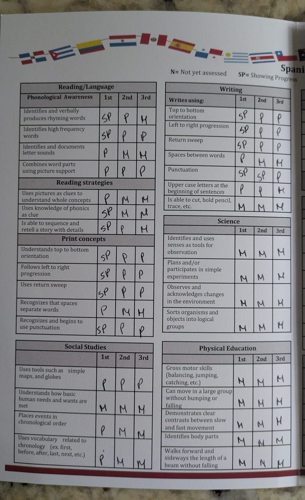 Spani
N= Not yet assessed SP= Showing Progress
Reading/Language
Phonological Awareness 1st 2nd 3rd
Identifies and verbally
produces rhyming words SP P M
Identifies high frequency
words SP P P
Identifies and documents
letter sounds P M M
Combines word parts
using picture support P P P
Reading strategies
Uses pictures as clues to
understand whole concepts P M M
Uses knowledge of phonics
as clue SP M M
Is able to sequence and
retell a story with details SP P M
Print concepts
Understands top to bottom
orientation SP P P
Follows left to right
progression SP P P
Uses return sweep SP P P
Recognizes that spaces
separate words P M M
Recognizes and begins to
use punctuation SP P P
Social Studies
1st 2nd 3rd
Uses tools such as simple
maps, and globes P P P
Understands how basic
human needs and wants are
met M M M
Places events in
chronological order P M M
Uses vocabulary related to
chronology (ex. first,
before, after, last, next, etc.) P M M
Writing
Writes using: 1st 2nd 3rd
Top to bottom
orientation SP P P
Left to right progression SP P P
Return sweep SP P P
Spaces between words P M M
Punctuation SP SP P
Upper case letters at the
beginning of sentences P P P
Is able to cut, hold pencil,
trace, etc. M M M
Science
1st 2nd 3rd
Identifies and uses
senses as tools for
observation M M M
Plans and/or
participates in simple
experiments M M M
Observes and
acknowledges changes
in the environment M M M
Sorts organisms and
objects into logical
groups M M M
Physical Education
1st 2nd 3rd
Gross motor skills
(balancing, jumping,
catching, etc.) M M M
Can move in a large group
without bumping or
falling M M M
Demonstrates clear
contrasts between slow
and fast movement M M M
Identifies body parts M M M
Walks forward and
sideways the length of a
beam without falling M M M